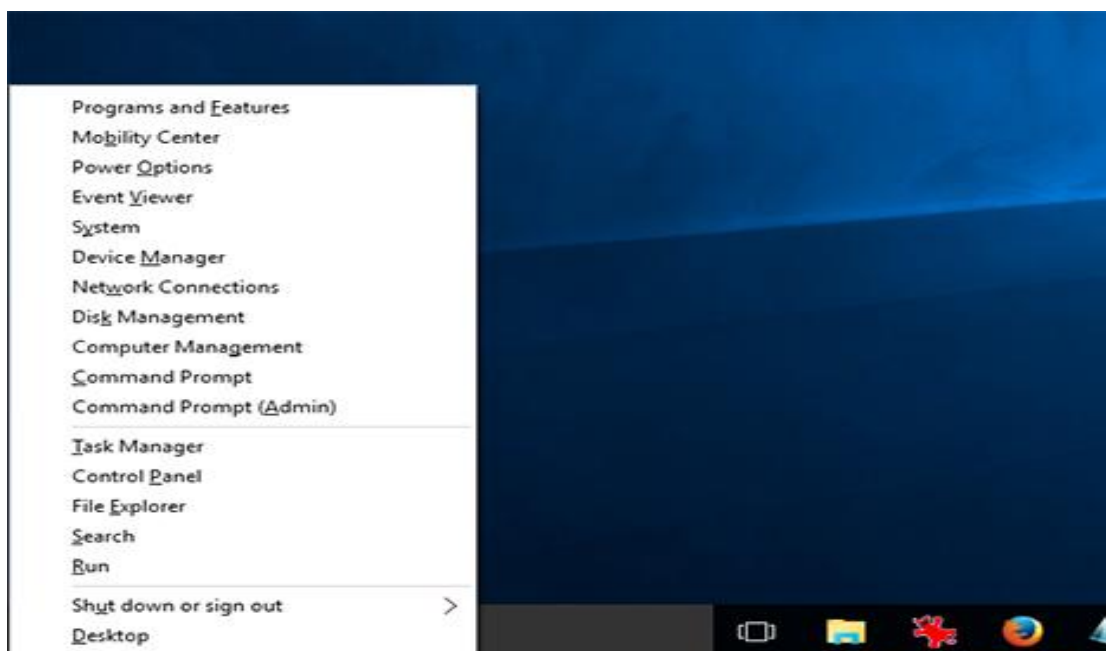 Programs and Features
Mobility Center
Power Options
Event Viewer
System
Device Manager
Network Connections
Disk Management
Computer Management
Command Prompt
Command Prompt (Admin)
Task Manager
Control Panel
File Explorer
Search
Run
Shut down or sign out
Desktop